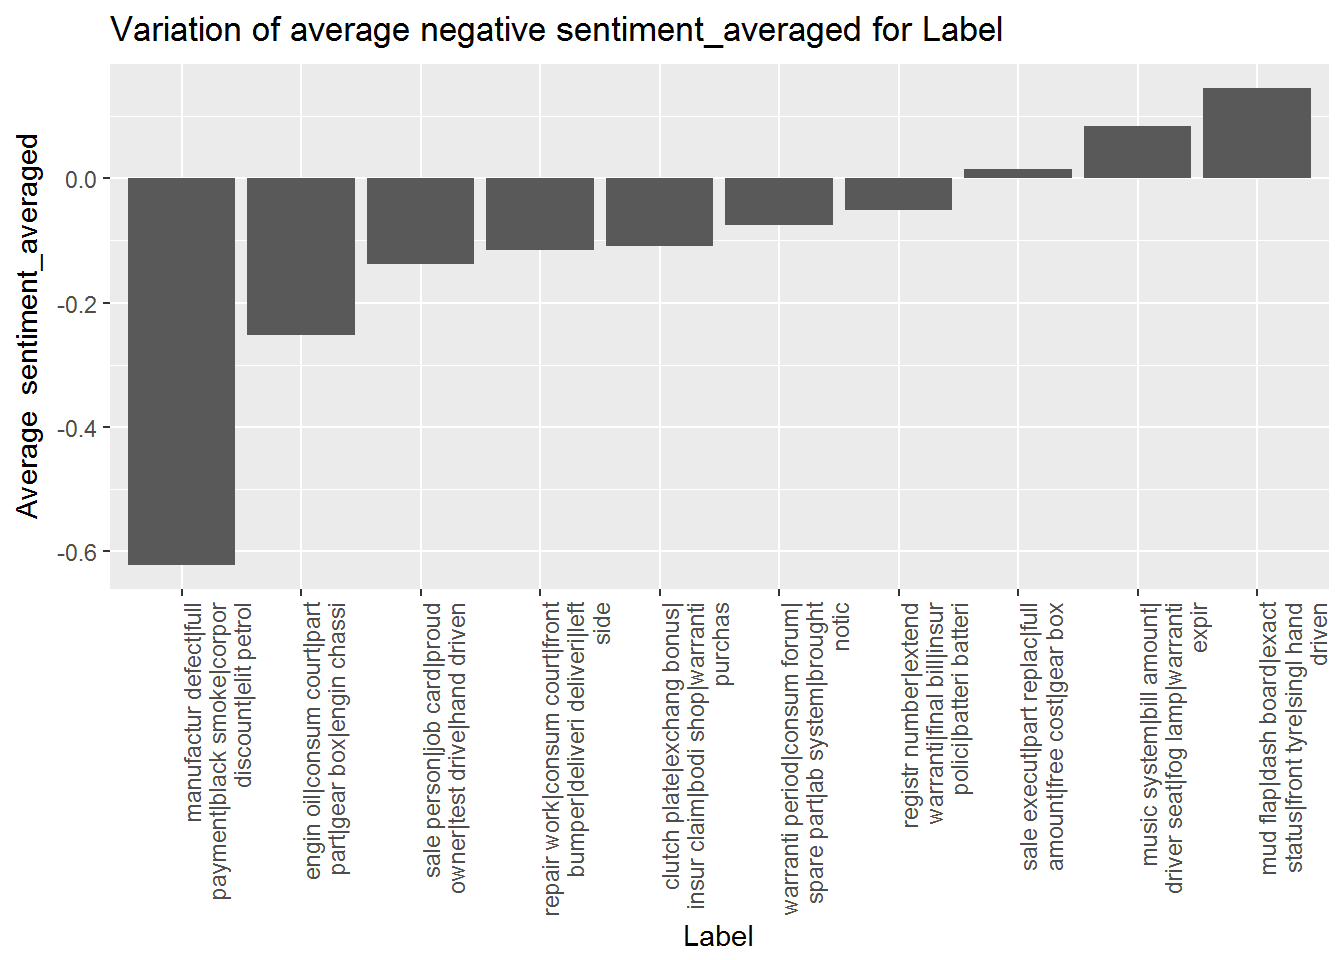 Variation of average negative sentiment_averaged for Label
Average  sentiment_averaged
0.0
-0.2
-0.4
-0.6
manufactur defect|full
payment|black smoke|corpor
discount|elit petrol
engin oil|consum court|part
part|gear box|engin chassi
sale person|job card|proud
owner|test drive|hand driven
repair work|consum court|front
bumper|deliveri deliveri|left
side
clutch plate|exchang bonus|
insur claim|bodi shop|warranti
purchas
warranti period|consum forum|
spare part|ab system|brought
notic
registr number|extend
warranti|final bill|insur
polici|batteri batteri
sale execut|part replac|full
amount|free cost|gear box
music system|bill amount|
driver seat|fog lamp|warranti
expir
mud flap|dash board|exact
status|front tyre|singl hand
driven
Label